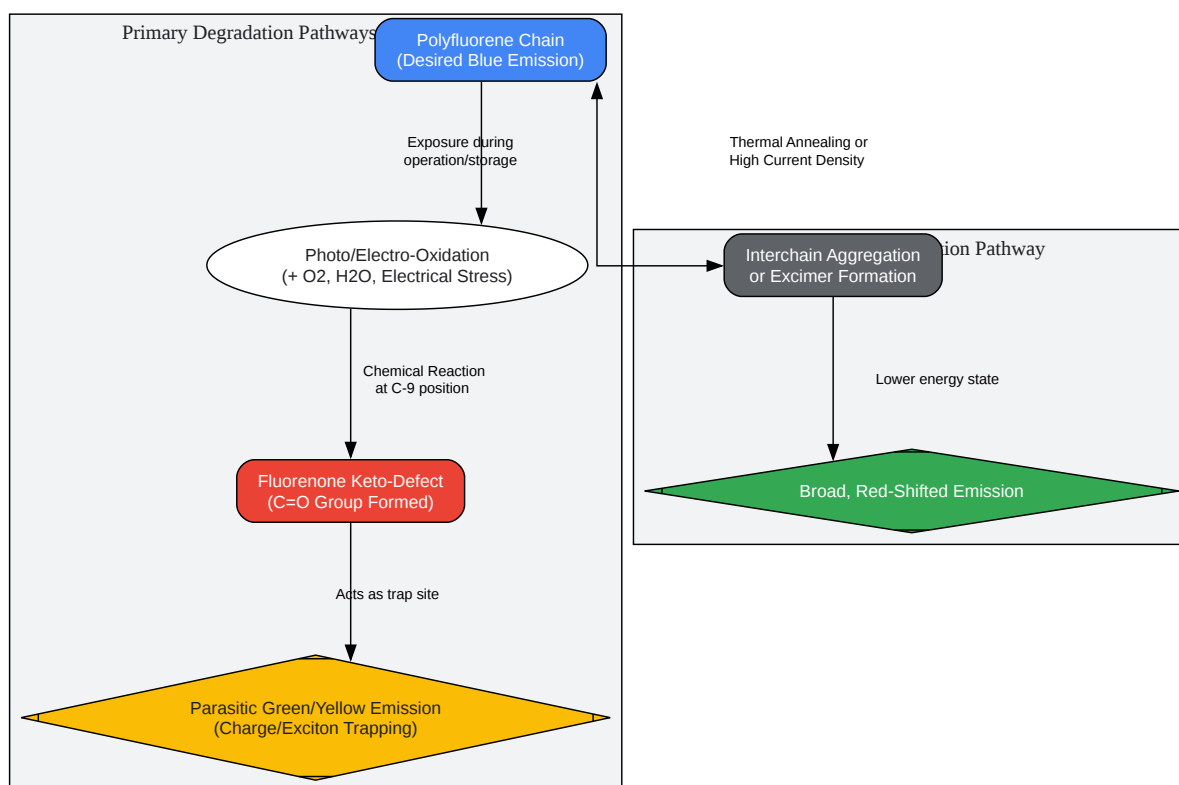 Primary Degradation Pathways
Polyfluorene Chain
(Desired Blue Emission)
Exposure during
operation/storage
Thermal Annealing or
High Current Density
Photo/Electro-Oxidation
(+ O2, H2O, Electrical Stress)
Interchain Aggregation
or Excimer Formation
tion Pathway
Chemical Reaction
at C-9 position
Lower energy state
Fluorenone Keto-Defect
(C=O Group Formed)
Broad, Red-Shifted Emission
Acts as trap site
Parasitic Green/Yellow Emission
(Charge/Exciton Trapping)